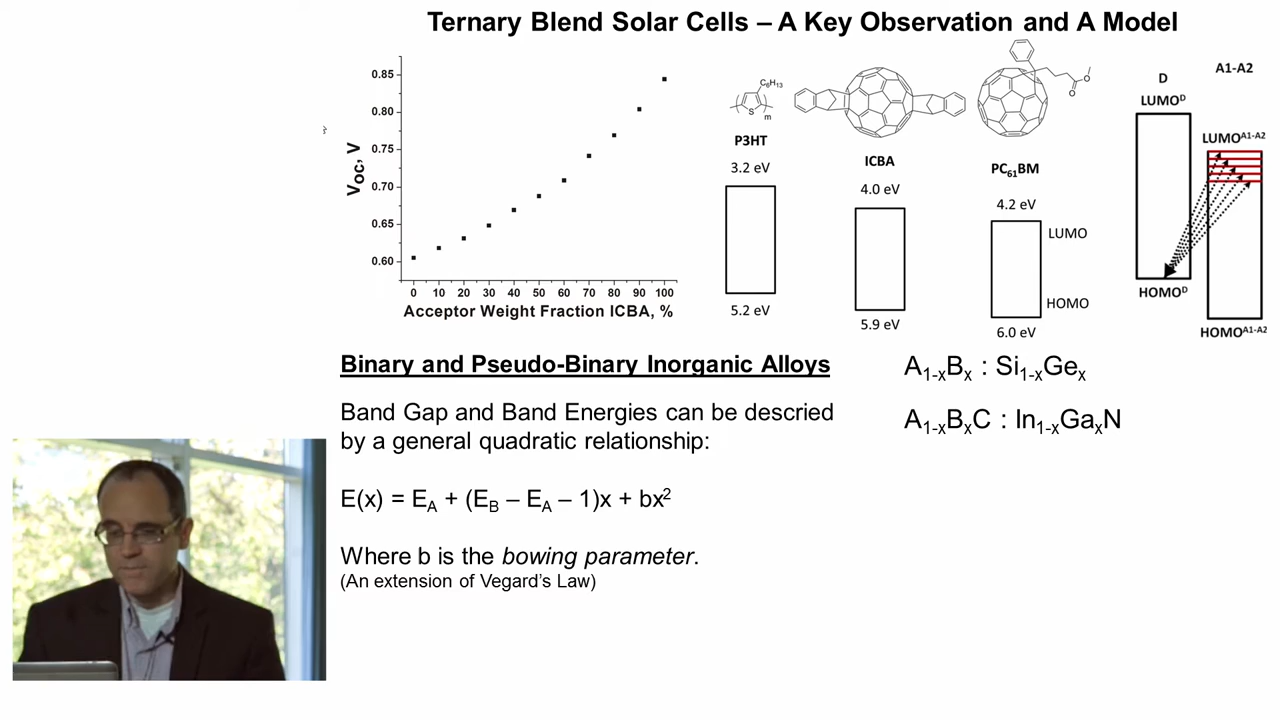 Ternary Blend Solar Cells – A Key Observation and A Model
0.85
0.80
0.75
0.70
0.65
0.60
V_OC, V
0 10 20 30 40 50 60 70 80 90 100
Acceptor Weight Fraction ICBA, %
C₆H₁₃
S
m
P3HT
3.2 eV
5.2 eV
ICBA
4.0 eV
5.9 eV
O
O
PC₆₁BM
4.2 eV
LUMO
HOMO
6.0 eV
D
LUMOᴰ
HOMOᴰ
A1-A2
LUMOᴬ¹⁻ᴬ²
HOMOᴬ¹⁻ᴬ²
Binary and Pseudo-Binary Inorganic Alloys
Band Gap and Band Energies can be descried
by a general quadratic relationship:
E(x) = E_A + (E_B – E_A – 1)x + bx²
Where b is the bowing parameter.
(An extension of Vegard's Law)
A₁₋ₓBₓ : Si₁₋ₓGeₓ
A₁₋ₓBₓC : In₁₋ₓGaₓN